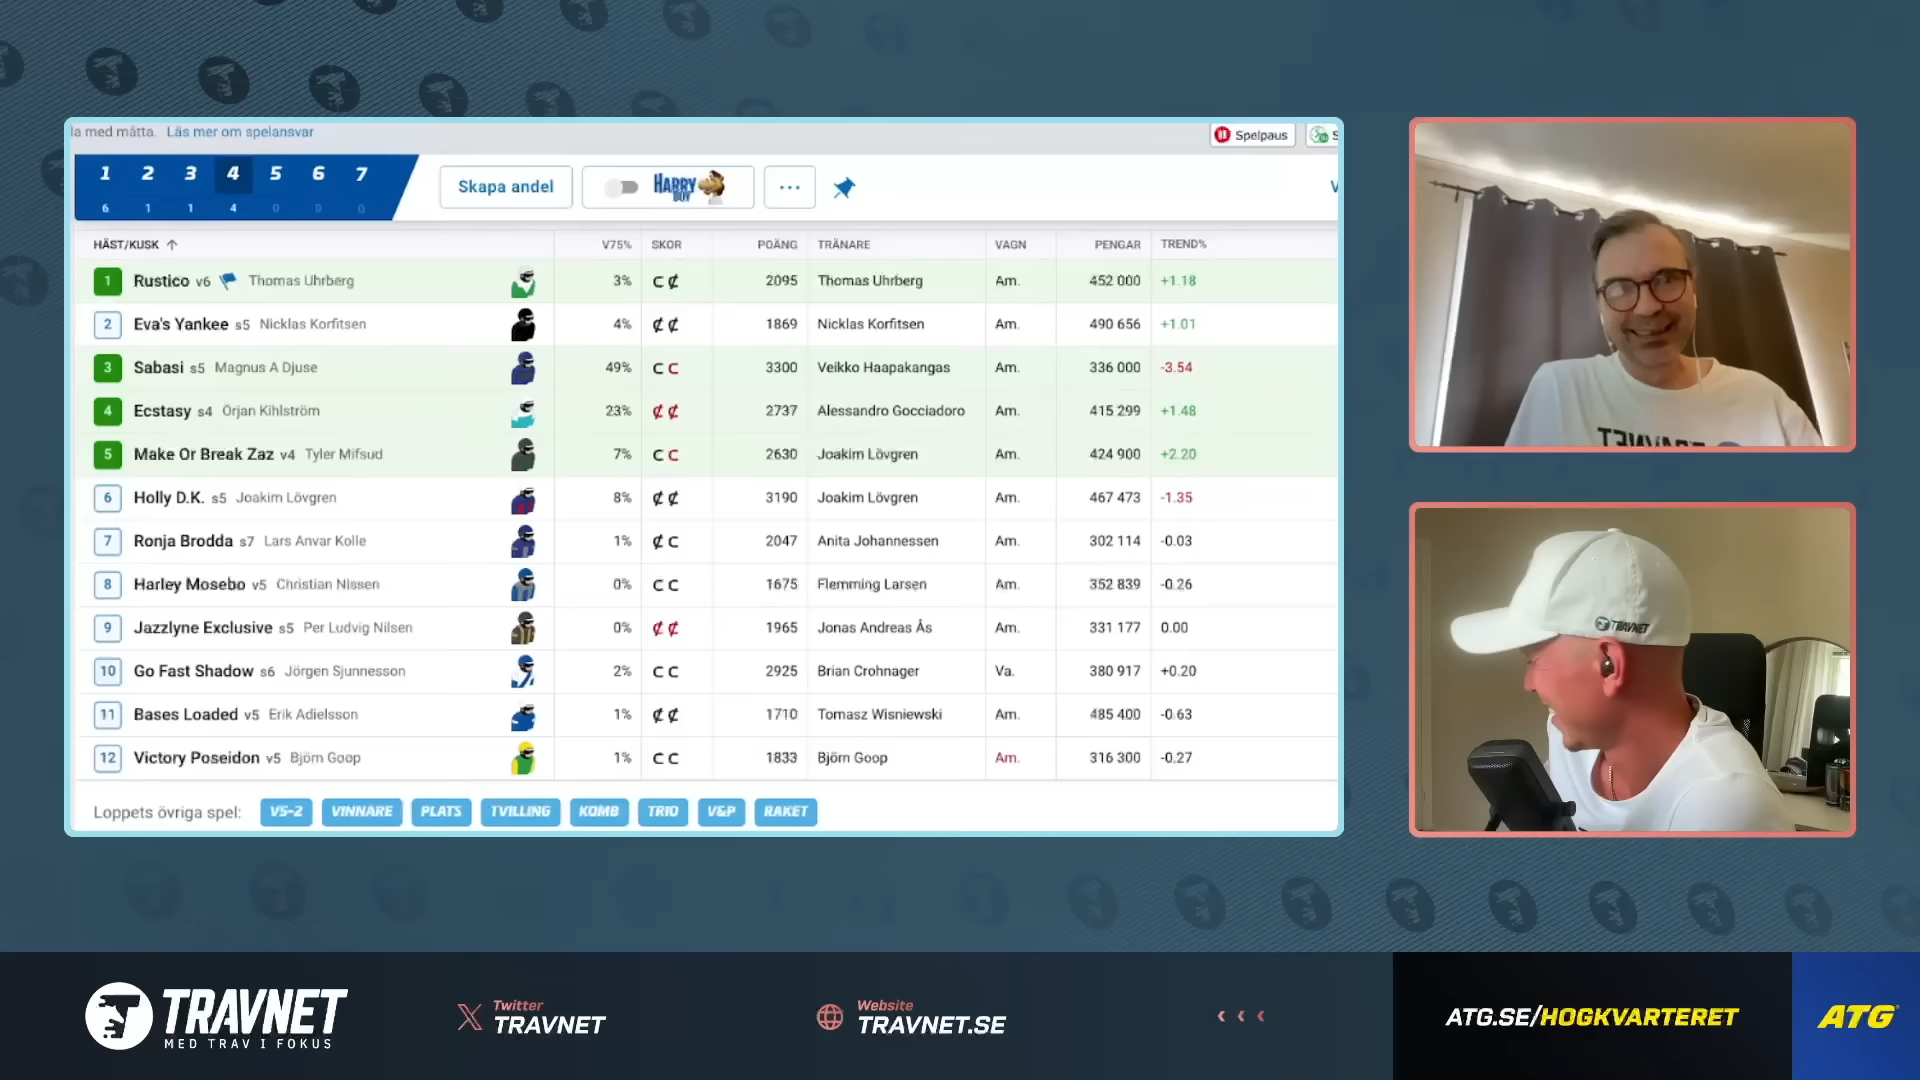 la med måtta. Läs mer om spelansvar
Spelpaus
1 2 3 4 5 6 7
6 1 1 4 0 0 0
Skapa andel
HARRY BOY
...
HÄST/KUSK V75% SKOR POÄNG TRÄNARE VAGN PENGAR TREND%
1 Rustico v6 Thomas Uhrberg 3% C ₵ 2095 Thomas Uhrberg Am. 452 000 +1.18
2 Eva's Yankee s5 Nicklas Korfitsen 4% ₵ ₵ 1869 Nicklas Korfitsen Am. 490 656 +1.01
3 Sabasi s5 Magnus A Djuse 49% C C 3300 Veikko Haapakangas Am. 336 000 -3.54
4 Ecstasy s4 Örjan Kihlström 23% ₵ ₵ 2737 Alessandro Gocciadoro Am. 415 299 +1.48
5 Make Or Break Zaz v4 Tyler Mifsud 7% C C 2630 Joakim Lövgren Am. 424 900 +2.20
6 Holly D.K. s5 Joakim Lövgren 8% ₵ ₵ 3190 Joakim Lövgren Am. 467 473 -1.35
7 Ronja Brodda s7 Lars Anvar Kolle 1% ₵ C 2047 Anita Johannessen Am. 302 114 -0.03
8 Harley Mosebo v5 Christian Nissen 0% C C 1675 Flemming Larsen Am. 352 839 -0.26
9 Jazzlyne Exclusive s5 Per Ludvig Nilsen 0% ₵ ₵ 1965 Jonas Andreas Ås Am. 331 177 0.00
10 Go Fast Shadow s6 Jörgen Sjunnesson 2% C C 2925 Brian Crohnager Va. 380 917 +0.20
11 Bases Loaded v5 Erik Adielsson 1% ₵ ₵ 1710 Tomasz Wisniewski Am. 485 400 -0.63
12 Victory Poseidon v5 Björn Goop 1% C C 1833 Björn Goop Am. 316 300 -0.27
Loppets övriga spel: V5-2 VINNARE PLATS TVILLING KOMB TRIO V&P RAKET
TRAVNET
TRAVNET
TRAVNET
MED TRAV I FOKUS
Twitter
TRAVNET
Website
TRAVNET.SE
ATG.SE/HOGKVARTERET
ATG